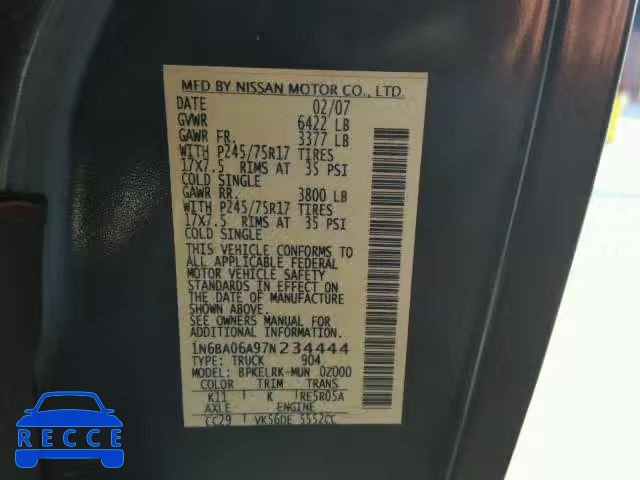 MFD BY NISSAN MOTOR CO., LTD.
DATE 02/07
GVWR 6422 LB
GAWR FR. 3377 LB
WITH P245/75R17 TIRES
17X7.5 RIMS AT 35 PSI
COLD SINGLE
GAWR RR. 3800 LB
WITH P245/75R17 TIRES
17X7.5 RIMS AT 35 PSI
COLD SINGLE
THIS VEHICLE CONFORMS TO
ALL APPLICABLE FEDERAL
MOTOR VEHICLE SAFETY
STANDARDS IN EFFECT ON
THE DATE OF MANUFACTURE
SHOWN ABOVE.
SEE OWNERS MANUAL FOR
ADDITIONAL INFORMATION
1N6BA06A97N234444
TYPE: TRUCK 904
MODEL: BPKELRK-MUN 0Z000
COLOR TRIM TRANS
K11 K RE5R05A
AXLE ENGINE
CC29 VK56DE 5552CC
RECCE